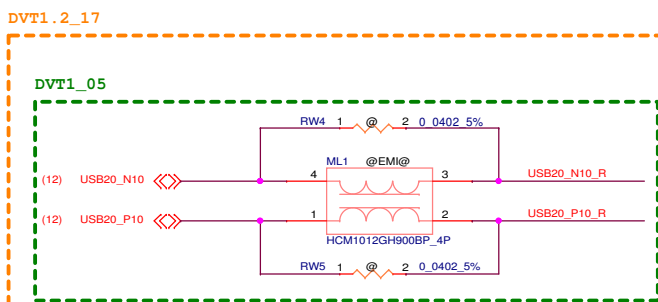 DVT1.2_17
DVT1_05
RW4 1 @ 2 0_0402_5%
ML1 @EMI@
(12) USB20_N10 4 3 USB20_N10_R
(12) USB20_P10 1 2 USB20_P10_R
HCM1012GH900BP_4P
RW5 1 @ 2 0_0402_5%